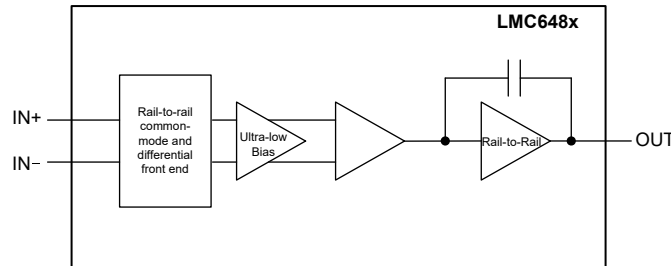 LMC648x
IN+
IN−
Rail-to-rail
common-
mode and
differential
front end
Ultra-low
Bias
Rail-to-Rail
OUT